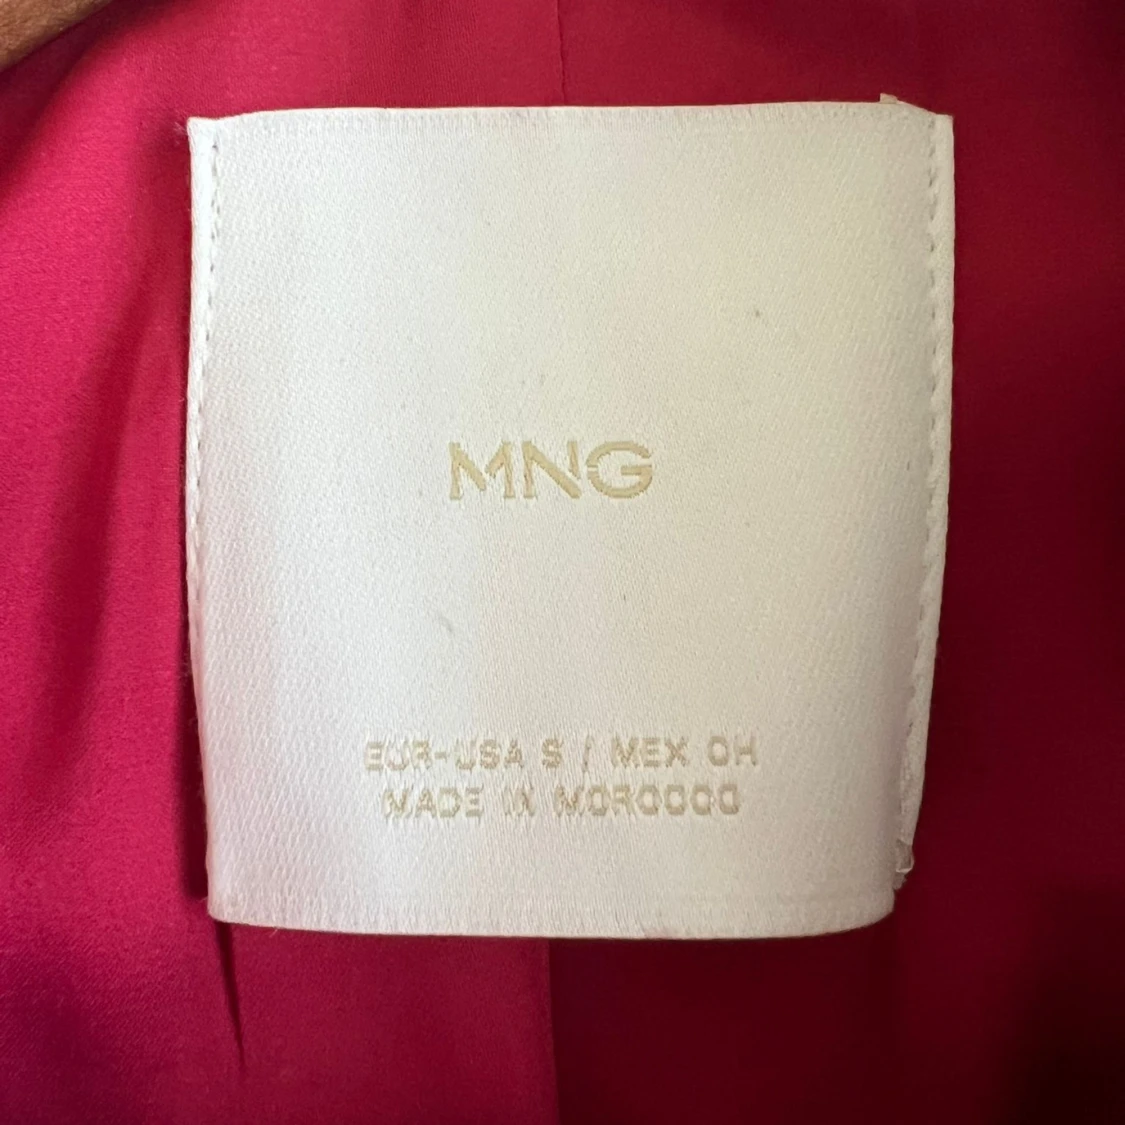 MNG
EUR-USA S / MEX CH
MADE IN MOROCCO